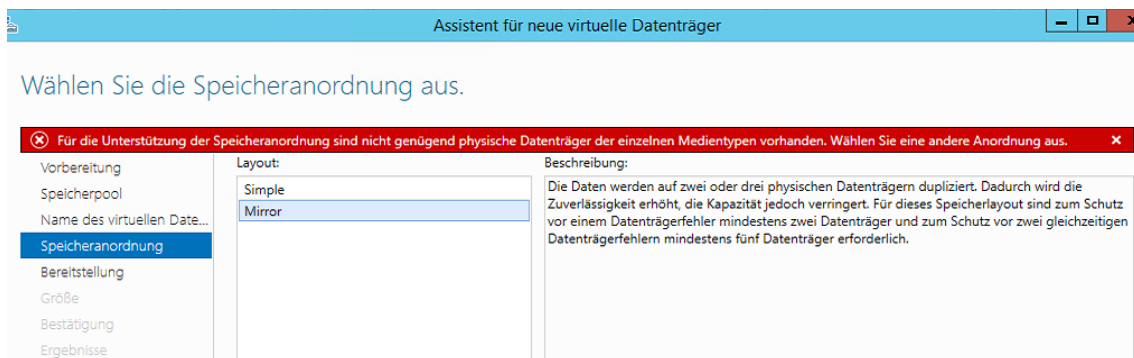 Assistent für neue virtuelle Datenträger
Wählen Sie die Speicheranordnung aus.
Für die Unterstützung der Speicheranordnung sind nicht genügend physische Datenträger der einzelnen Medientypen vorhanden. Wählen Sie eine andere Anordnung aus.
Vorbereitung
Speicherpool
Name des virtuellen Date...
Speicheranordnung
Bereitstellung
Größe
Bestätigung
Ergebnisse
Layout:
Simple
Mirror
Beschreibung:
Die Daten werden auf zwei oder drei physischen Datenträgern dupliziert. Dadurch wird die
Zuverlässigkeit erhöht, die Kapazität jedoch verringert. Für dieses Speicherlayout sind zum Schutz
vor einem Datenträgerfehler mindestens zwei Datenträger und zum Schutz vor zwei gleichzeitigen
Datenträgerfehlern mindestens fünf Datenträger erforderlich.